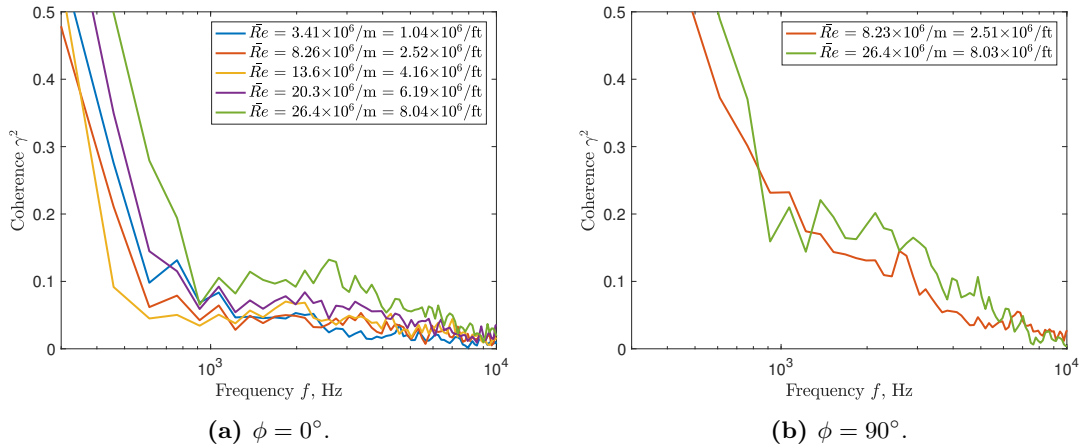 R̄e = 3.41×10⁶/m = 1.04×10⁶/ft
R̄e = 8.26×10⁶/m = 2.52×10⁶/ft
R̄e = 13.6×10⁶/m = 4.16×10⁶/ft
R̄e = 20.3×10⁶/m = 6.19×10⁶/ft
R̄e = 26.4×10⁶/m = 8.04×10⁶/ft
0.5
0.4
0.3
0.2
0.1
0
Coherence γ²
10³
10⁴
Frequency f, Hz
(a) φ = 0°.
R̄e = 8.23×10⁶/m = 2.51×10⁶/ft
R̄e = 26.4×10⁶/m = 8.03×10⁶/ft
0.5
0.4
0.3
0.2
0.1
0
Coherence γ²
10³
10⁴
Frequency f, Hz
(b) φ = 90°.